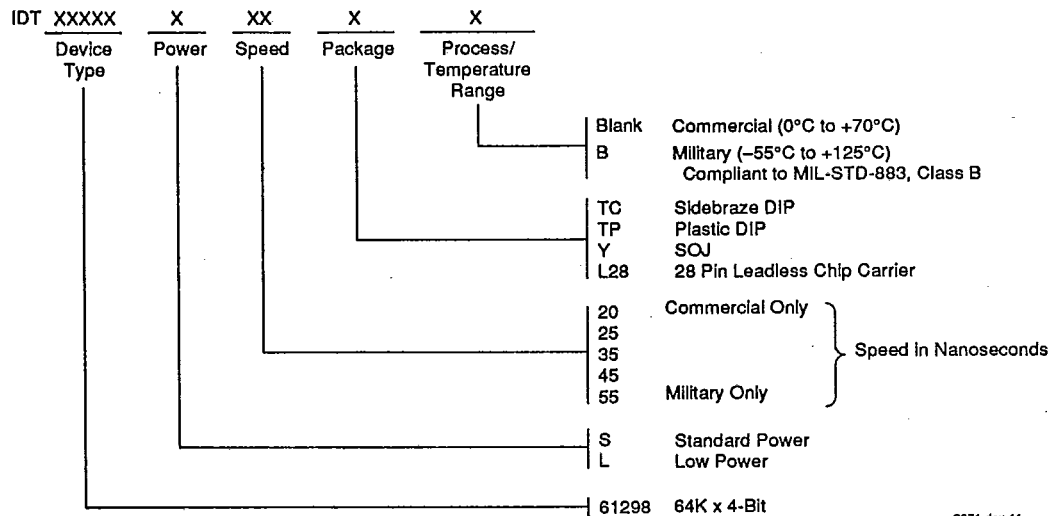 IDT XXXXX X XX X X
Device Type Power Speed Package Process/ Temperature Range
Blank Commercial (0°C to +70°C)
B Military (–55°C to +125°C)
Compliant to MIL-STD-883, Class B
TC Sidebraze DIP
TP Plastic DIP
Y SOJ
L28 28 Pin Leadless Chip Carrier
20 Commercial Only
25
35 Speed in Nanoseconds
45
55 Military Only
S Standard Power
L Low Power
61298 64K x 4-Bit